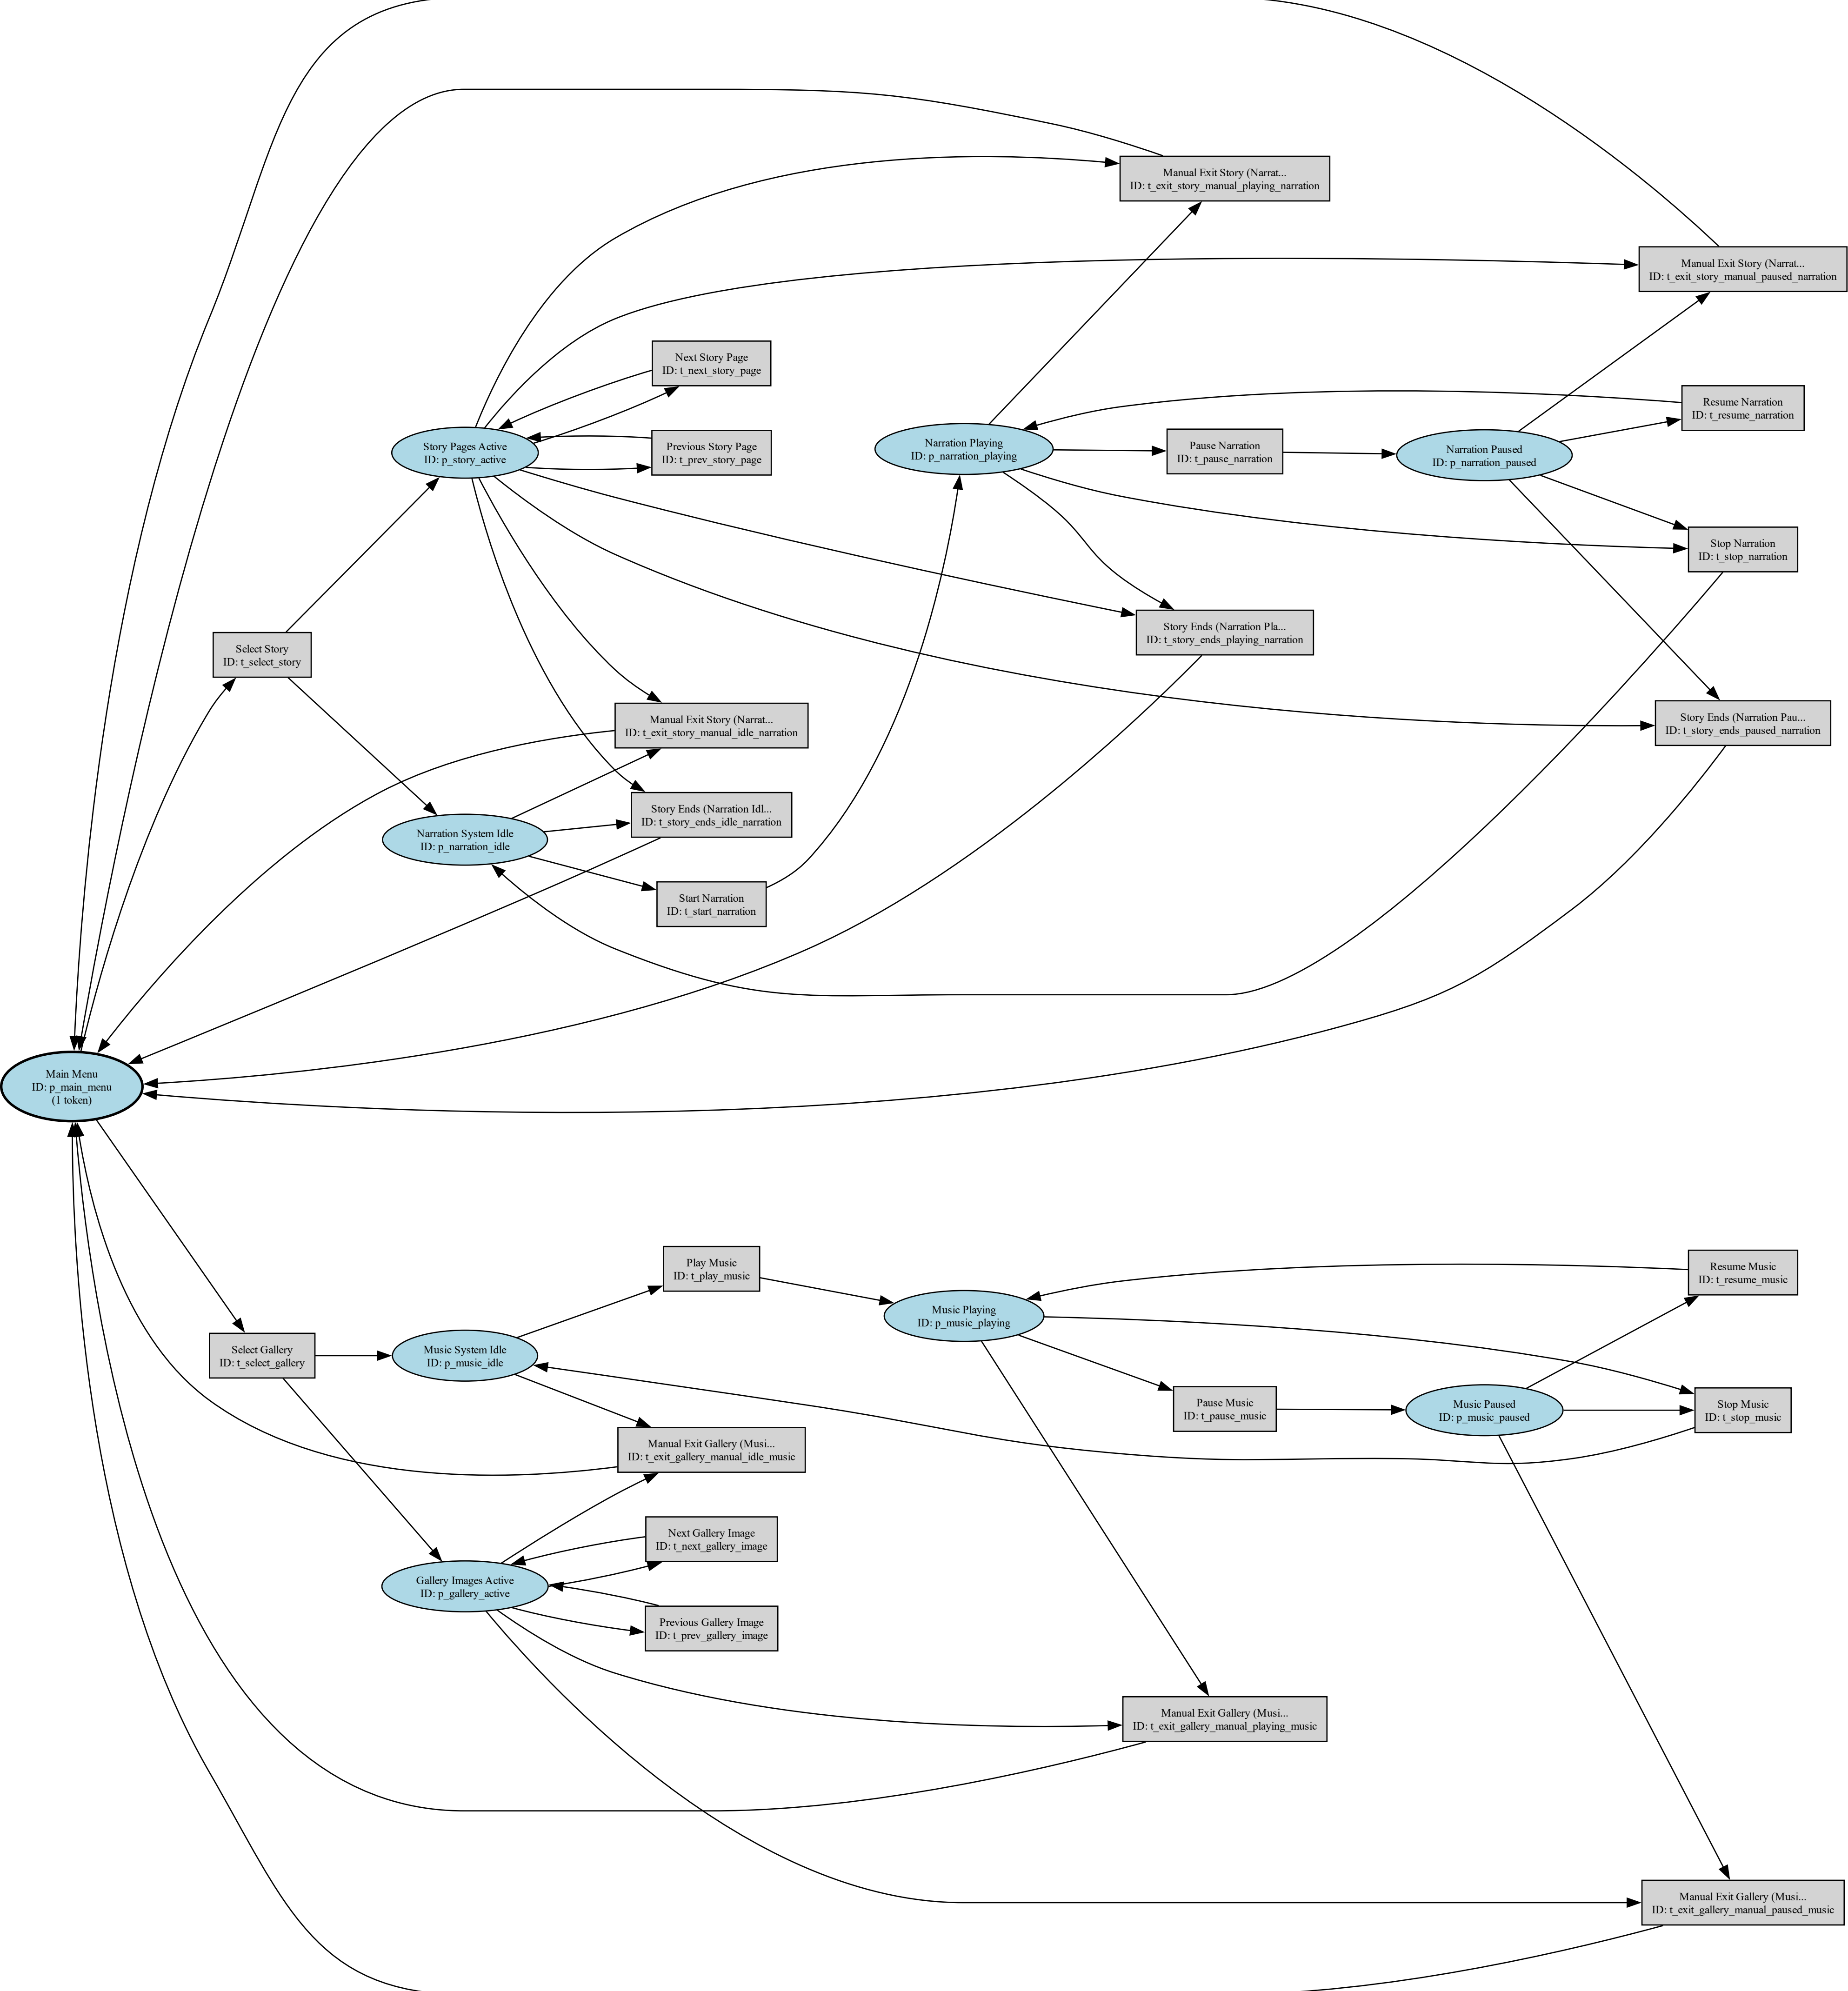 Manual Exit Story (Narrat...
ID: t_exit_story_manual_playing_narration
Manual Exit Story (Narrat...
ID: t_exit_story_manual_paused_narration
Next Story Page
ID: t_next_story_page
Resume Narration
ID: t_resume_narration
Story Pages Active
ID: p_story_active
Previous Story Page
ID: t_prev_story_page
Narration Playing
ID: p_narration_playing
Pause Narration
ID: t_pause_narration
Narration Paused
ID: p_narration_paused
Stop Narration
ID: t_stop_narration
Select Story
ID: t_select_story
Story Ends (Narration Pla...
ID: t_story_ends_playing_narration
Manual Exit Story (Narrat...
ID: t_exit_story_manual_idle_narration
Story Ends (Narration Pau...
ID: t_story_ends_paused_narration
Story Ends (Narration Idl...
ID: t_story_ends_idle_narration
Narration System Idle
ID: p_narration_idle
Start Narration
ID: t_start_narration
Main Menu
ID: p_main_menu
(1 token)
Play Music
ID: t_play_music
Resume Music
ID: t_resume_music
Music Playing
ID: p_music_playing
Select Gallery
ID: t_select_gallery
Music System Idle
ID: p_music_idle
Pause Music
ID: t_pause_music
Music Paused
ID: p_music_paused
Stop Music
ID: t_stop_music
Manual Exit Gallery (Musi...
ID: t_exit_gallery_manual_idle_music
Next Gallery Image
ID: t_next_gallery_image
Gallery Images Active
ID: p_gallery_active
Previous Gallery Image
ID: t_prev_gallery_image
Manual Exit Gallery (Musi...
ID: t_exit_gallery_manual_playing_music
Manual Exit Gallery (Musi...
ID: t_exit_gallery_manual_paused_music